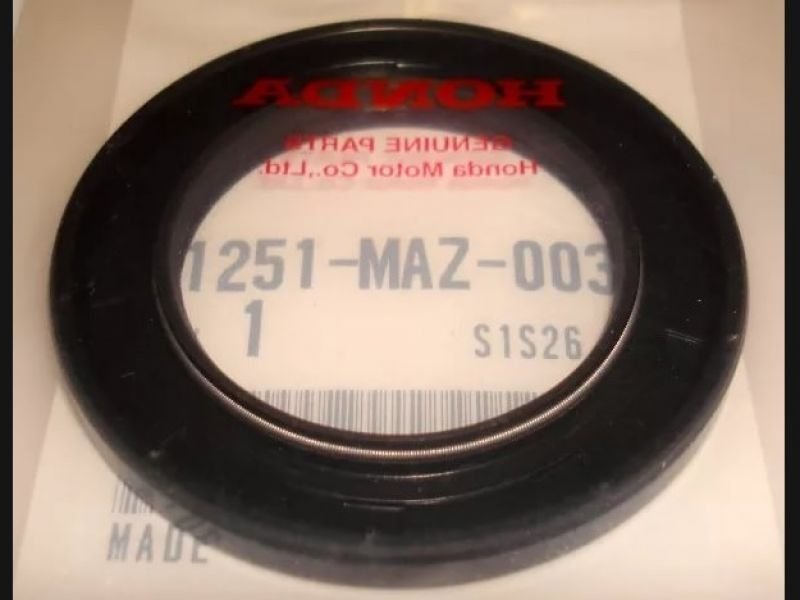 HONDA
GENUINE PARTS
Honda Motor Co.,Ltd.
1251-MAZ-003
1
S1S26
MADE